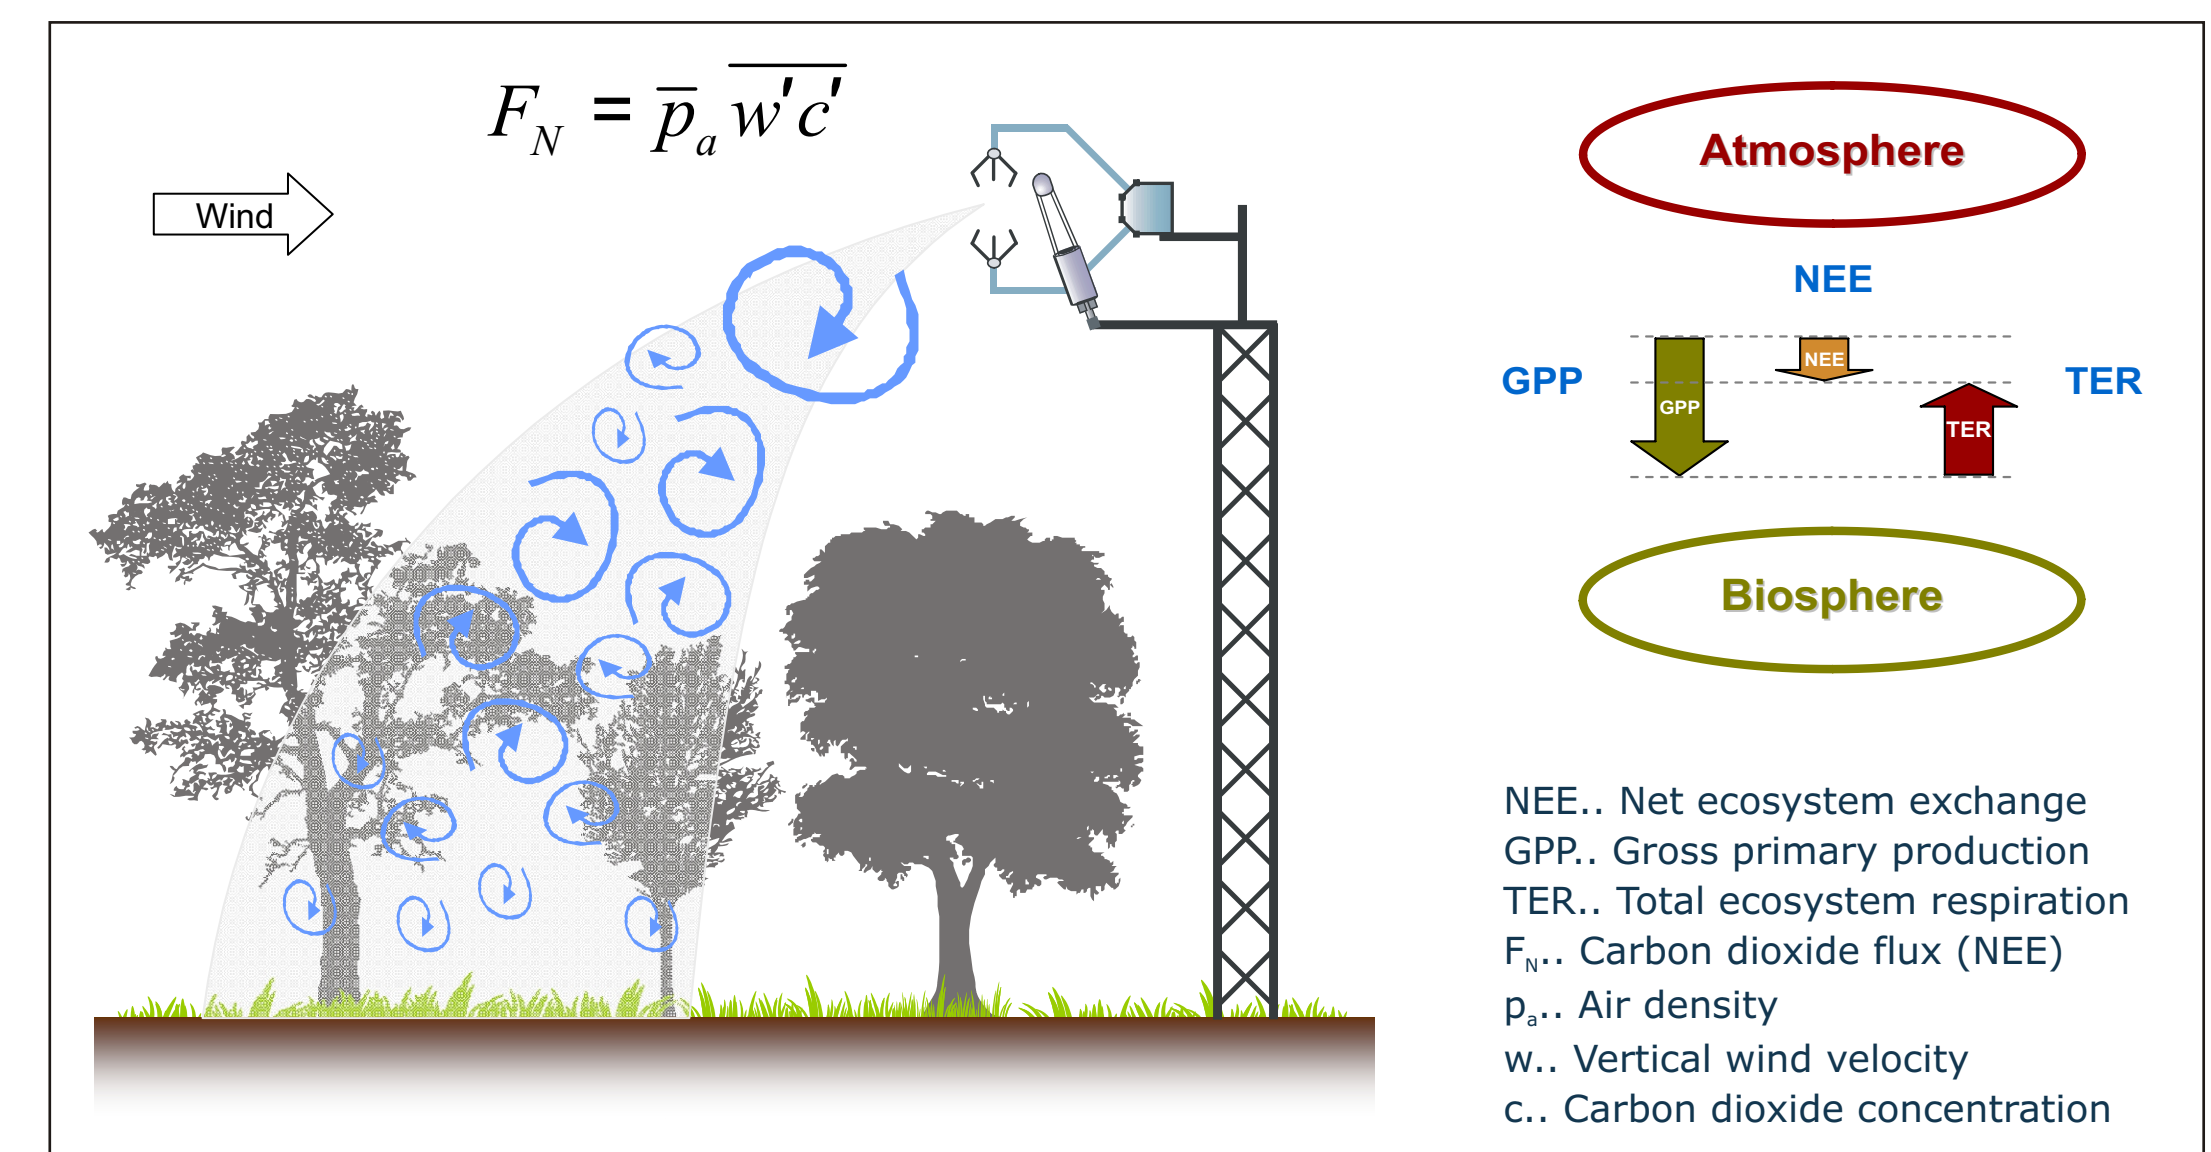 F_N = p̄_a \overline{w'c'}
Wind
Atmosphere
NEE
GPP
GPP
NEE
TER
TER
Biosphere
NEE.. Net ecosystem exchange
GPP.. Gross primary production
TER.. Total ecosystem respiration
F_N.. Carbon dioxide flux (NEE)
p_a.. Air density
w.. Vertical wind velocity
c.. Carbon dioxide concentration